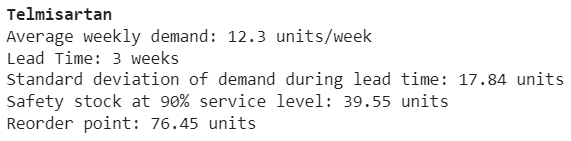 Telmisartan
Average weekly demand: 12.3 units/week
Lead Time: 3 weeks
Standard deviation of demand during lead time: 17.84 units
Safety stock at 90% service level: 39.55 units
Reorder point: 76.45 units